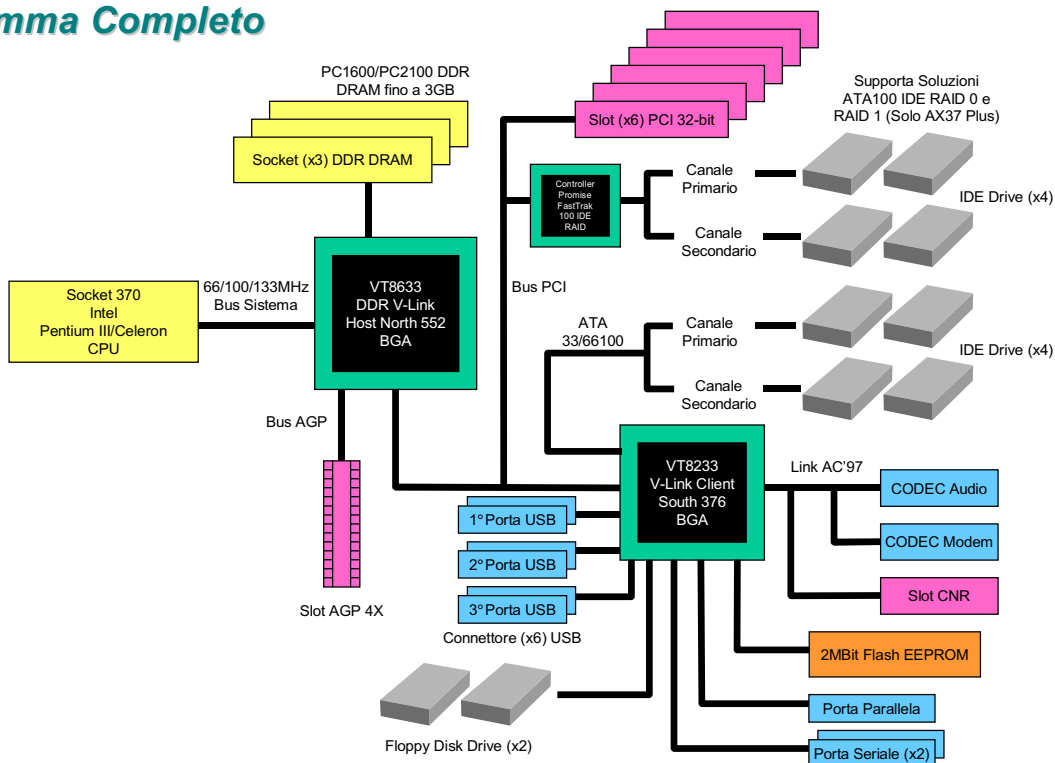 mma Completo
PC1600/PC2100 DDR
DRAM fino a 3GB
Socket (x3) DDR DRAM
Slot (x6) PCI 32-bit
Supporta Soluzioni
ATA100 IDE RAID 0 e
RAID 1 (Solo AX37 Plus)
Controller
Promise
FastTrak
100 IDE
RAID
Canale
Primario
Canale
Secondario
IDE Drive (x4)
Socket 370
Intel
Pentium III/Celeron
CPU
66/100/133MHz
Bus Sistema
VT8633
DDR V-Link
Host North 552
BGA
Bus PCI
ATA
33/66100
Canale
Primario
Canale
Secondario
IDE Drive (x4)
Bus AGP
Slot AGP 4X
VT8233
V-Link Client
South 376
BGA
Link AC'97
CODEC Audio
CODEC Modem
Slot CNR
1°Porta USB
2°Porta USB
3°Porta USB
Connettore (x6) USB
2MBit Flash EEPROM
Porta Parallela
Porta Seriale (x2)
Floppy Disk Drive (x2)